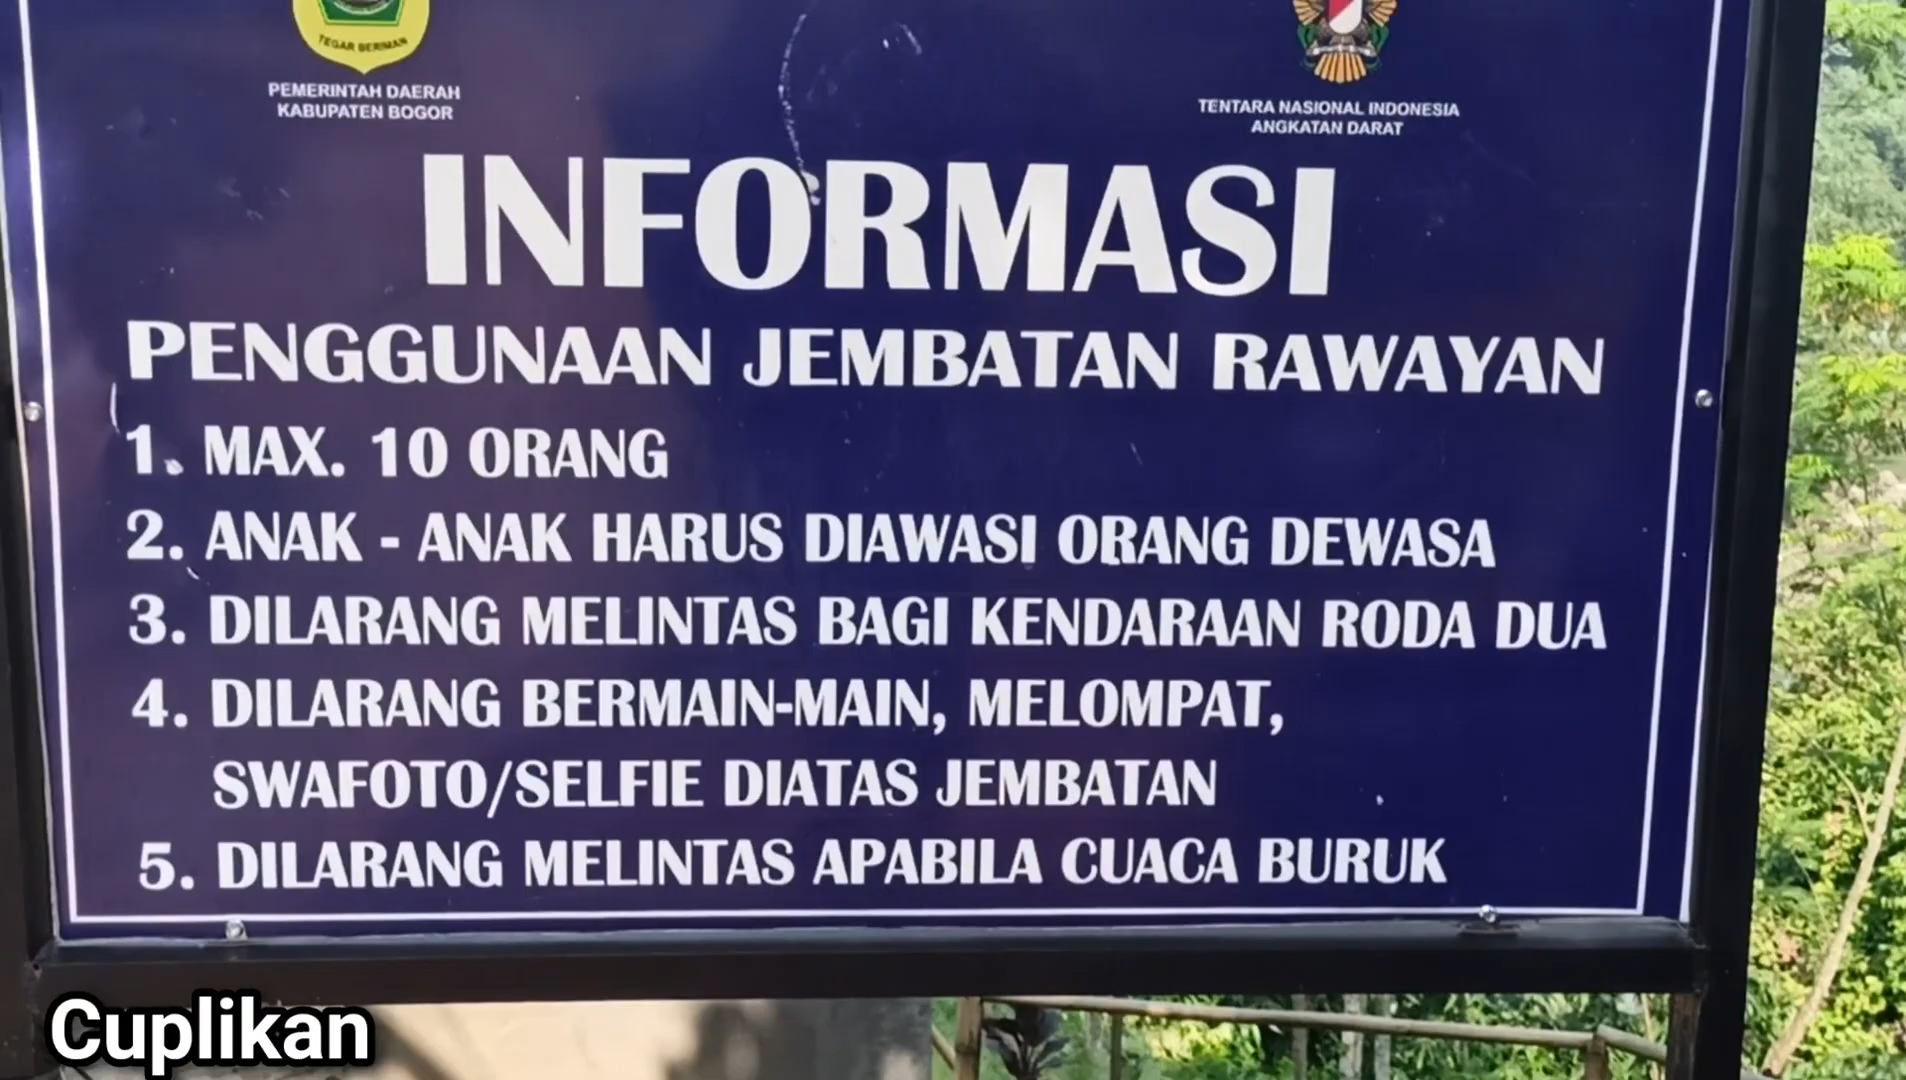 TEGAR BERIMAN
PEMERINTAH DAERAH
KABUPATEN BOGOR
TENTARA NASIONAL INDONESIA
ANGKATAN DARAT
INFORMASI
PENGGUNAAN JEMBATAN RAWAYAN
1. MAX. 10 ORANG
2. ANAK - ANAK HARUS DIAWASI ORANG DEWASA
3. DILARANG MELINTAS BAGI KENDARAAN RODA DUA
4. DILARANG BERMAIN-MAIN, MELOMPAT,
SWAFOTO/SELFIE DIATAS JEMBATAN
5. DILARANG MELINTAS APABILA CUACA BURUK
Cuplikan